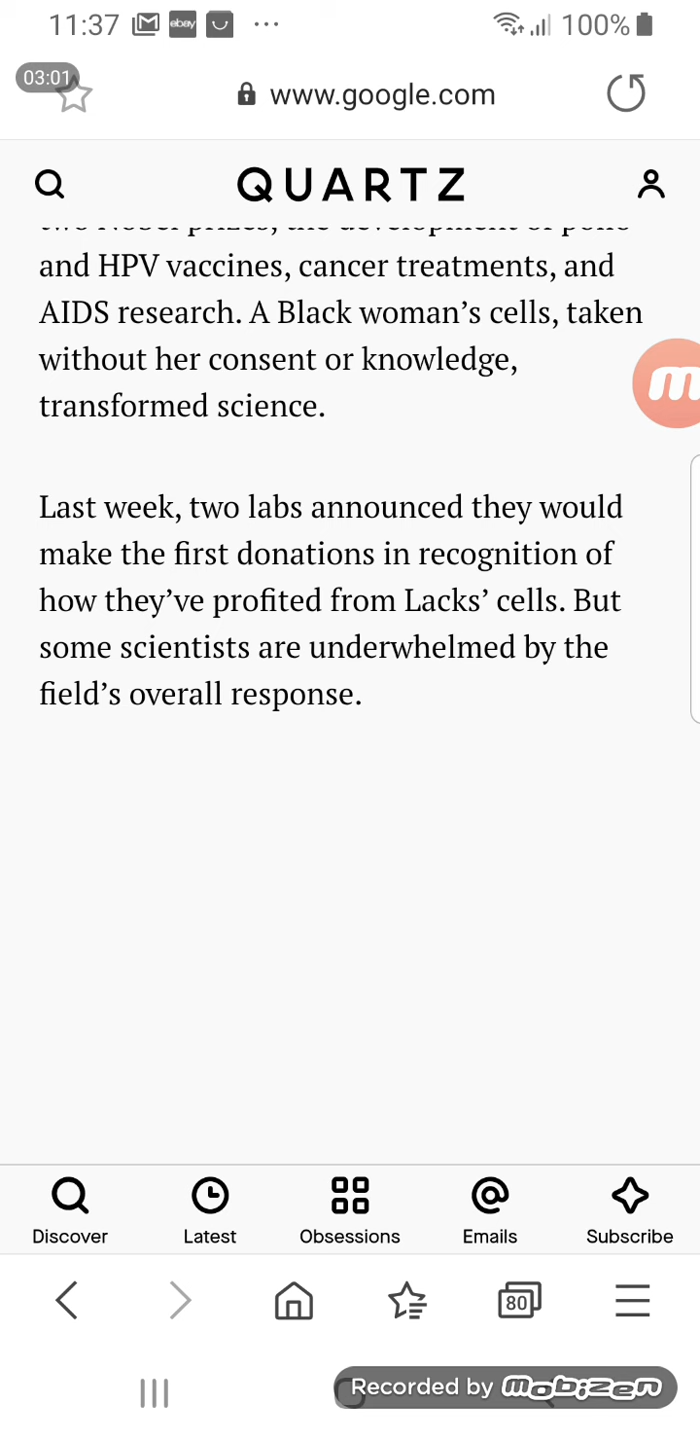 11:37 ebay 100%
03:01
www.google.com
QUARTZ
and HPV vaccines, cancer treatments, and
AIDS research. A Black woman’s cells, taken
without her consent or knowledge,
transformed science.
Last week, two labs announced they would
make the first donations in recognition of
how they’ve profited from Lacks’ cells. But
some scientists are underwhelmed by the
field’s overall response.
Discover Latest Obsessions Emails Subscribe
80
Recorded by mobizen